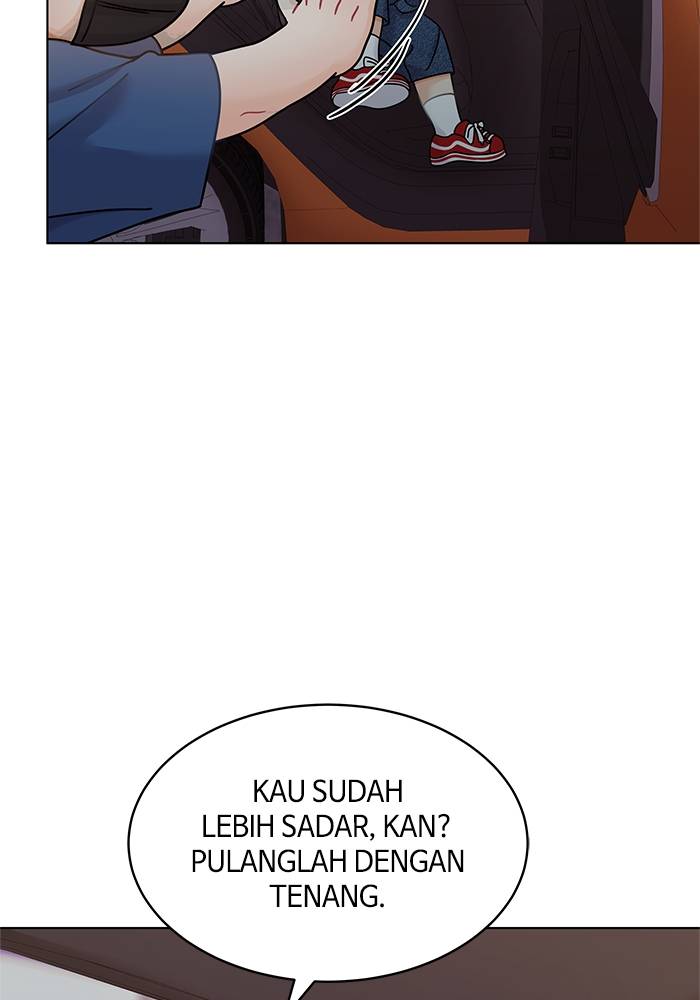 KAU SUDAH
LEBIH SADAR, KAN?
PULANGLAH DENGAN
TENANG.